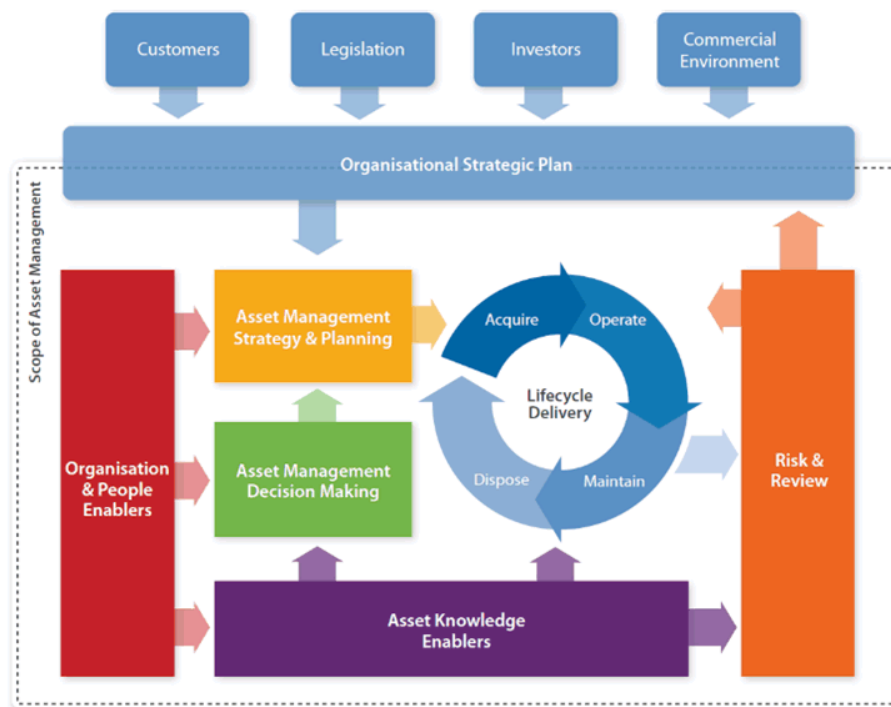 Customers
Legislation
Investors
Commercial
Environment
Organisational Strategic Plan
Scope of Asset Management
Asset Management
Strategy & Planning
Acquire
Operate
Lifecycle
Delivery
Organisation
& People
Enablers
Asset Management
Decision Making
Dispose
Maintain
Risk &
Review
Asset Knowledge
Enablers